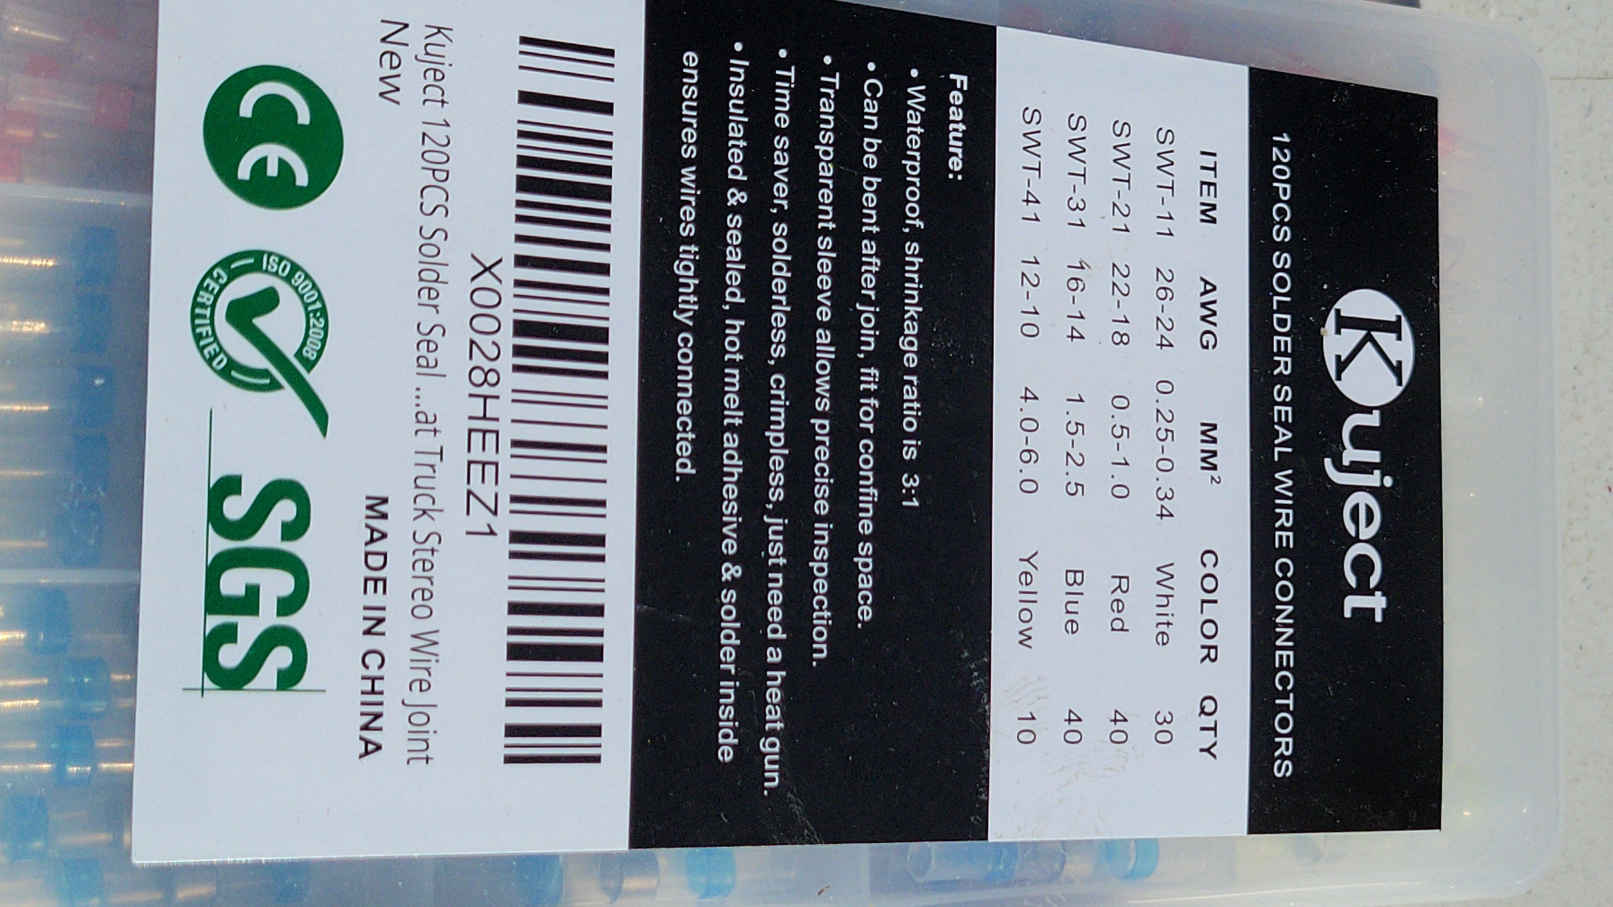 Kuject
120PCS SOLDER SEAL WIRE CONNECTORS
ITEM AWG MM² COLOR QTY
SWT-11 26-24 0.25-0.34 White 30
SWT-21 22-18 0.5-1.0 Red 40
SWT-31 16-14 1.5-2.5 Blue 40
SWT-41 12-10 4.0-6.0 Yellow 10
Feature:
• Waterproof, shrinkage ratio is 3:1
• Can be bent after join, fit for confine space.
• Transparent sleeve allows precise inspection.
• Time saver, solderless, crimpless, just need a heat gun.
• Insulated & sealed, hot melt adhesive & solder inside
ensures wires tightly connected.
X0028HEEZ1
Kuject 120PCS Solder Seal ...at Truck Stereo Wire Joint
New
MADE IN CHINA
CE
ISO 9001:2008
CERTIFIED
SGS